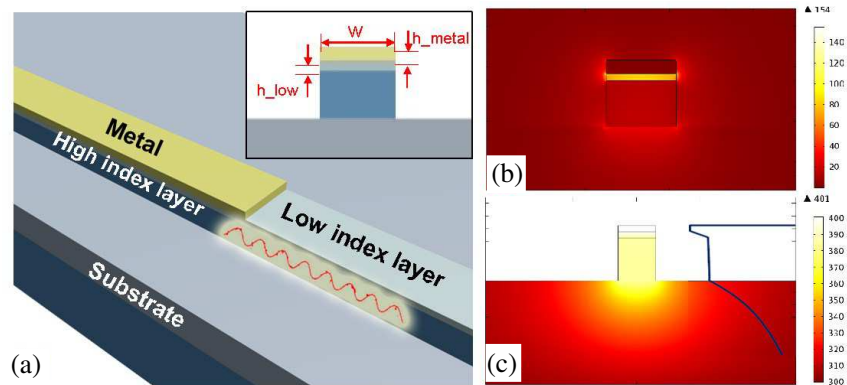 W
h_metal
h_low
Metal
High index layer
Low index layer
Substrate
(a)
▲ 154
140
120
100
80
60
40
20
(b)
▲ 401
400
390
380
370
360
350
340
330
320
310
300
(c)